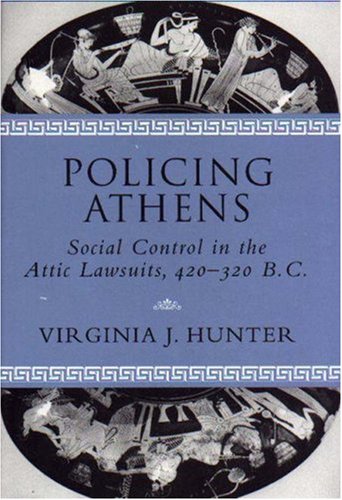 POLICING
ATHENS
Social Control in the
Attic Lawsuits, 420–320 B.C.
VIRGINIA J. HUNTER